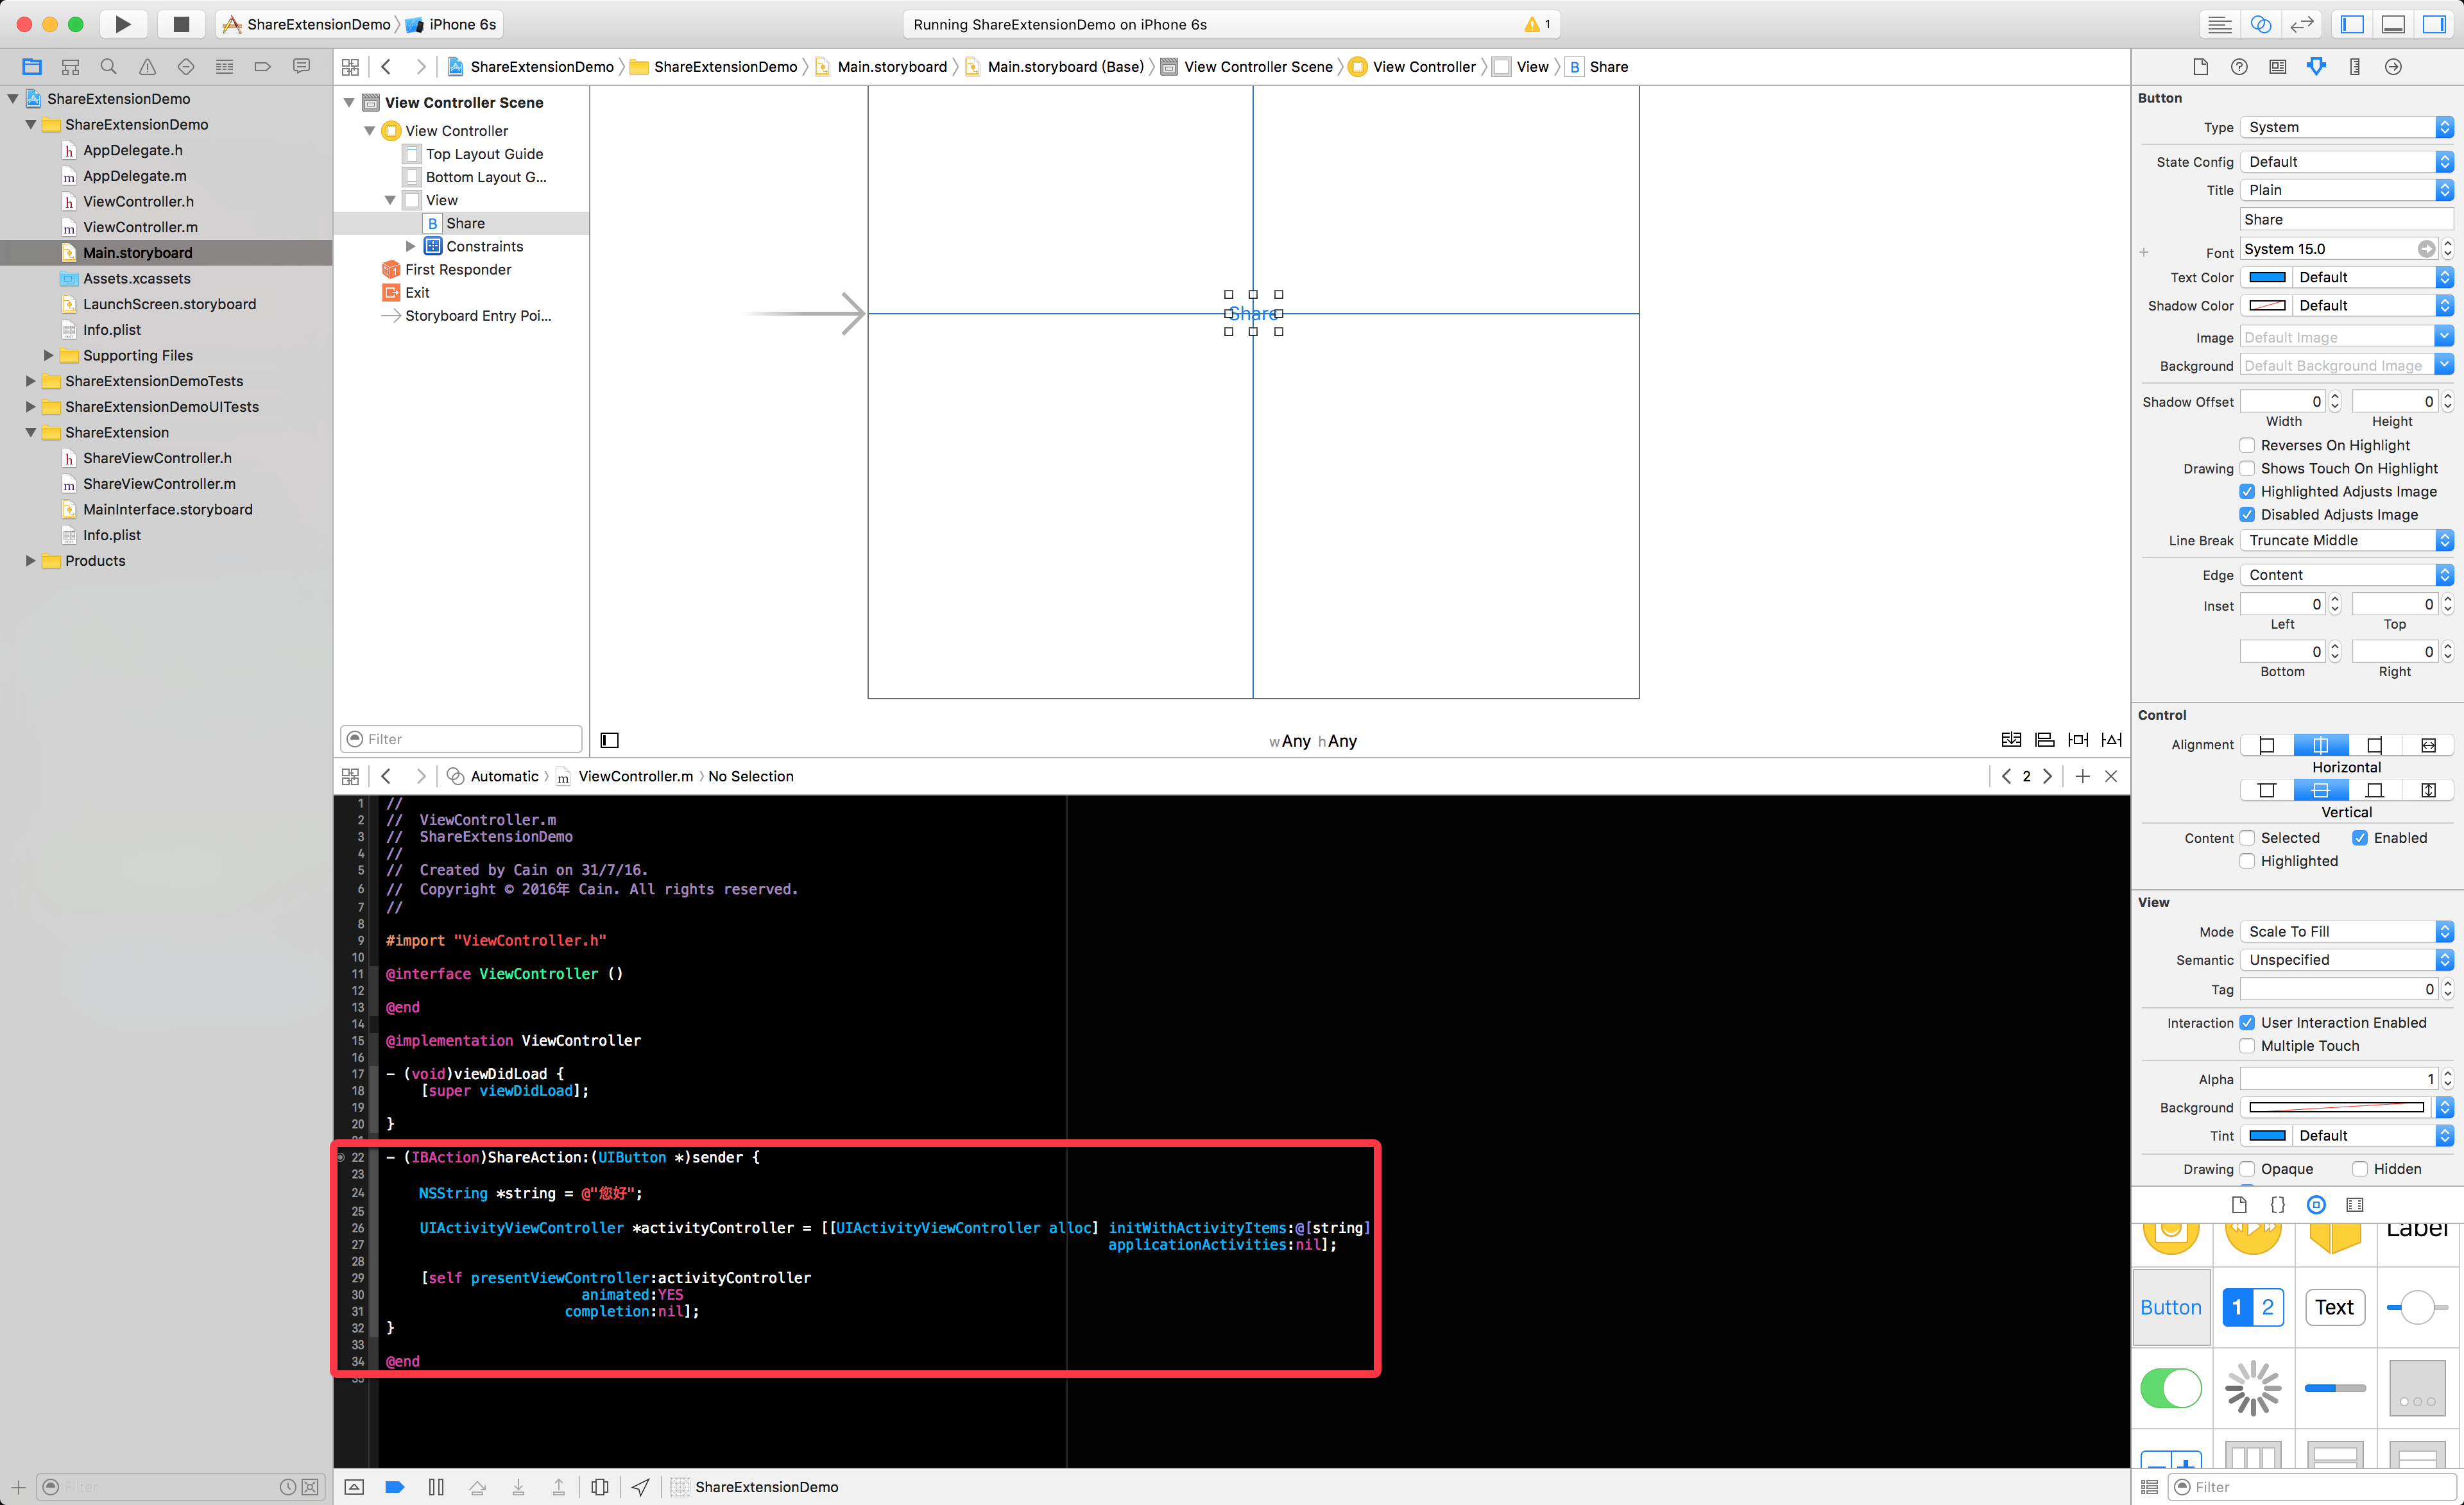 ShareExtensionDemo iPhone 6s
Running ShareExtensionDemo on iPhone 6s
1
ShareExtensionDemo ShareExtensionDemo Main.storyboard Main.storyboard (Base) View Controller Scene View Controller View B Share
ShareExtensionDemo
ShareExtensionDemo
h AppDelegate.h
m AppDelegate.m
h ViewController.h
m ViewController.m
Main.storyboard
Assets.xcassets
LaunchScreen.storyboard
Info.plist
Supporting Files
ShareExtensionDemoTests
ShareExtensionDemoUITests
ShareExtension
h ShareViewController.h
m ShareViewController.m
MainInterface.storyboard
Info.plist
Products
Filter
View Controller Scene
View Controller
Top Layout Guide
Bottom Layout G...
View
B Share
Constraints
First Responder
Exit
Storyboard Entry Poi...
Filter
Share
wAny hAny
Automatic m ViewController.m No Selection
2
1 //
2 //  ViewController.m
3 //  ShareExtensionDemo
4 //
5 //  Created by Cain on 31/7/16.
6 //  Copyright © 2016年 Cain. All rights reserved.
7 //
8
9 #import "ViewController.h"
10
11 @interface ViewController ()
12
13 @end
14
15 @implementation ViewController
16
17 - (void)viewDidLoad {
18     [super viewDidLoad];
19
20 }
21
22 - (IBAction)ShareAction:(UIButton *)sender {
23
24     NSString *string = @"您好";
25
26     UIActivityViewController *activityController = [[UIActivityViewController alloc] initWithActivityItems:@[string]
27 applicationActivities:nil];
28
29     [self presentViewController:activityController
30 animated:YES
31 completion:nil];
32 }
33
34 @end
35
ShareExtensionDemo
Button
Type System
State Config Default
Title Plain
Share
Font System 15.0
Text Color Default
Shadow Color Default
Image Default Image
Background Default Background Image
Shadow Offset 0 0
Width Height
Reverses On Highlight
Drawing Shows Touch On Highlight
Highlighted Adjusts Image
Disabled Adjusts Image
Line Break Truncate Middle
Edge Content
Inset 0 0
Left Top
0 0
Bottom Right
Control
Alignment
Horizontal
Vertical
Content Selected Enabled
Highlighted
View
Mode Scale To Fill
Semantic Unspecified
Tag 0
Interaction User Interaction Enabled
Multiple Touch
Alpha 1
Background
Tint Default
Drawing Opaque Hidden
{}
Label
Button 1 2 Text
Filter